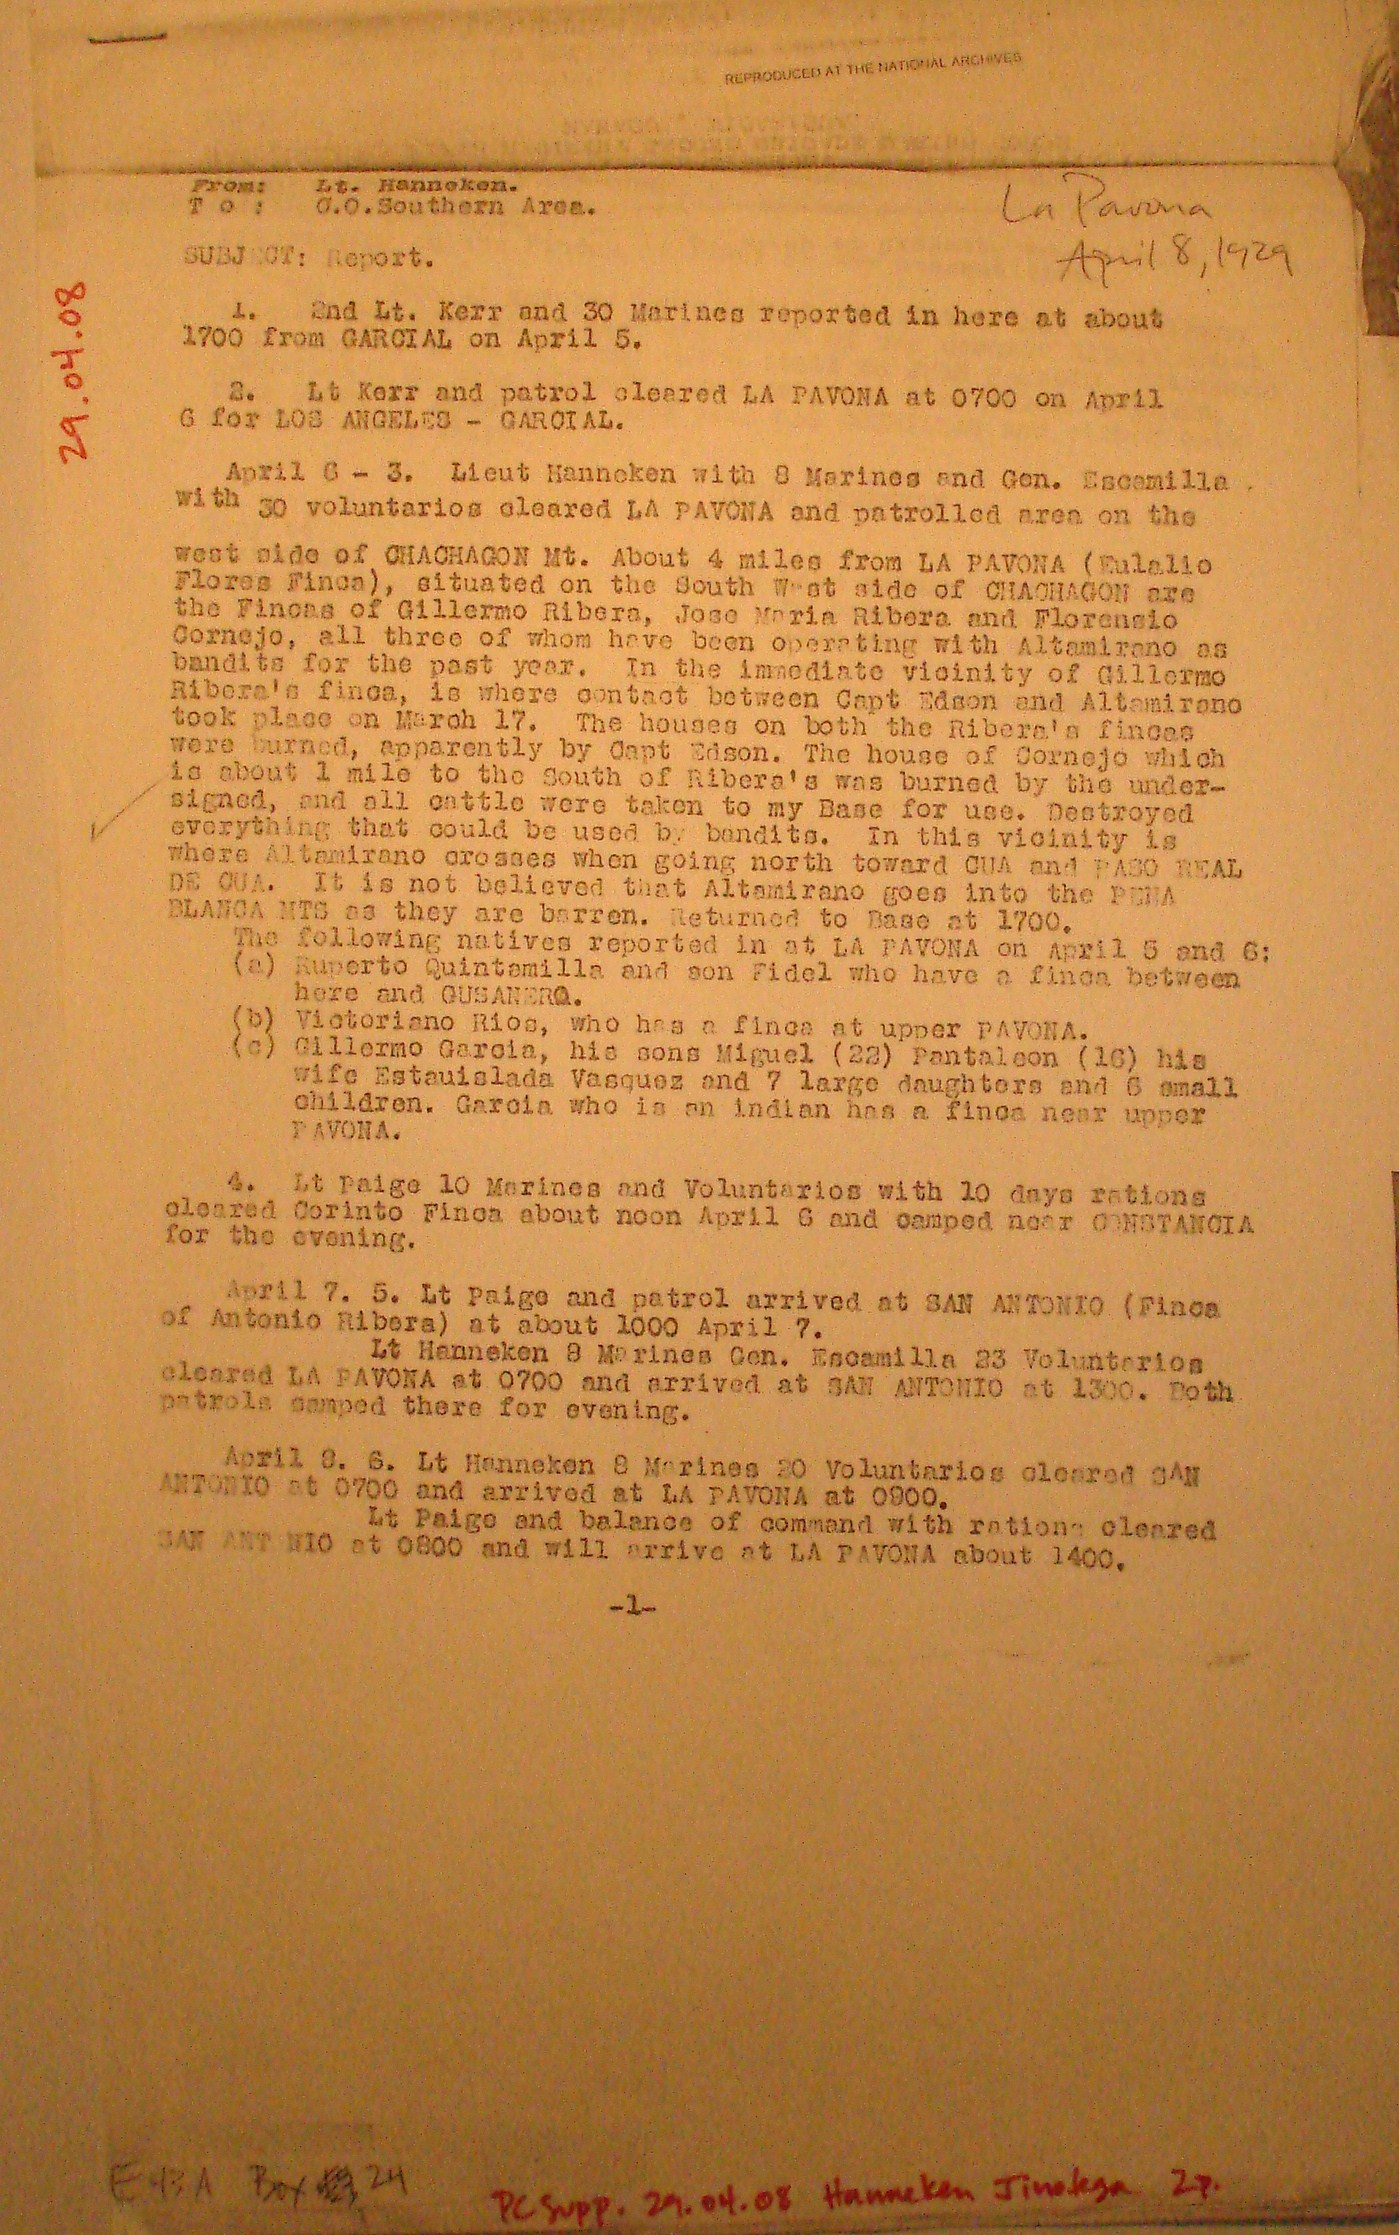 REPRODUCED AT THE NATIONAL ARCHIVES
From: Lt. Hanneken.
T o : C.O.Southern Area.
La Pavona
April 8, 1929
SUBJECT: Report.
29.04.08
1. 2nd Lt. Kerr and 30 Marines reported in here at about
1700 from GARCIAL on April 5.
2. Lt Kerr and patrol cleared LA PAVONA at 0700 on April
6 for LOS ANGELES - GARCIAL.
April 6 - 3. Lieut Hanneken with 8 Marines and Gen. Escamilla
with 30 voluntarios cleared LA PAVONA and patrolled area on the
west side of CHACHAGON Mt. About 4 miles from LA PAVONA (Eulalio
Flores Finca), situated on the South West side of CHACHAGON are
the Fincas of Gillermo Ribera, Jose Maria Ribera and Florensio
Cornejo, all three of whom have been operating with Altamirano as
bandits for the past year. In the immediate vicinity of Gillermo
Ribera's finca, is where contact between Capt Edson and Altamirano
took place on March 17. The houses on both the Ribera's fincas
were burned, apparently by Capt Edson. The house of Cornejo which
is about 1 mile to the South of Ribera's was burned by the under-
signed, and all cattle were taken to my Base for use. Destroyed
everything that could be used by bandits. In this vicinity is
where Altamirano crosses when going north toward CUA and PASO REAL
DE CUA. It is not believed that Altamirano goes into the PENA
BLANCA MTS as they are barren. Returned to Base at 1700.
The following natives reported in at LA PAVONA on April 5 and 6:
(a) Ruperto Quintamilla and son Fidel who have a finca between
here and GUSANERO.
(b) Victoriano Rios, who has a finca at upper PAVONA.
(c) Gillermo Garcia, his sons Miguel (22) Pantaleon (16) his
wife Estauislada Vasquez and 7 large daughters and 6 small
children. Garcia who is an indian has a finca near upper
PAVONA.
4. Lt Paige 10 Marines and Voluntarios with 10 days rations
cleared Corinto Finca about noon April 6 and camped near CONSTANCIA
for the evening.
April 7. 5. Lt Paige and patrol arrived at SAN ANTONIO (Finca
of Antonio Ribera) at about 1000 April 7.
Lt Hanneken 8 Marines Gen. Escamilla 23 Voluntarios
cleared LA PAVONA at 0700 and arrived at SAN ANTONIO at 1300. Both
patrols camped there for evening.
April 8. 6. Lt Hanneken 8 Marines 20 Voluntarios cleared SAN
ANTONIO at 0700 and arrived at LA PAVONA at 0900.
Lt Paige and balance of command with rations cleared
SAN ANTONIO at 0800 and will arrive at LA PAVONA about 1400.
-1-
E 43A Box 24
PC Supp. 29.04.08 Hanneken Jinotega 2p.